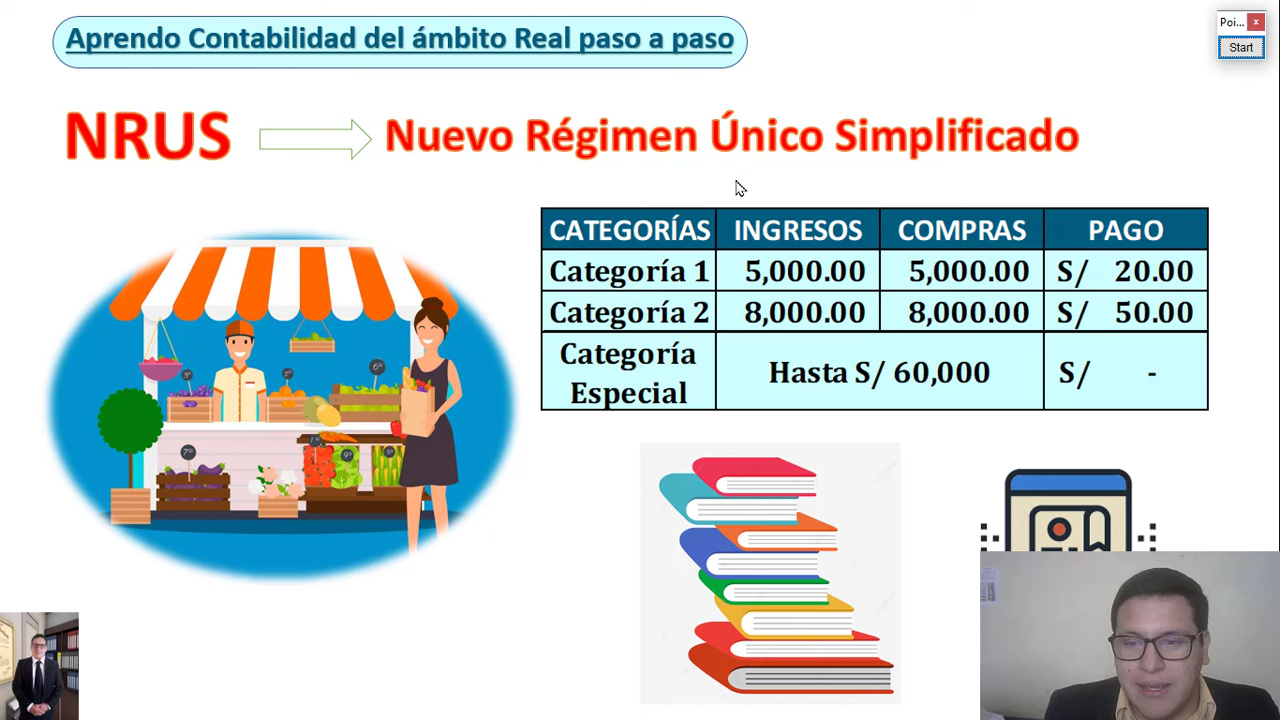 Aprendo Contabilidad del ámbito Real paso a paso
Poi...
Start
NRUS
Nuevo Régimen Único Simplificado
CATEGORÍAS INGRESOS COMPRAS PAGO
Categoría 1 5,000.00 5,000.00 S/ 20.00
Categoría 2 8,000.00 8,000.00 S/ 50.00
Categoría
Especial
Hasta S/ 60,000 S/ -